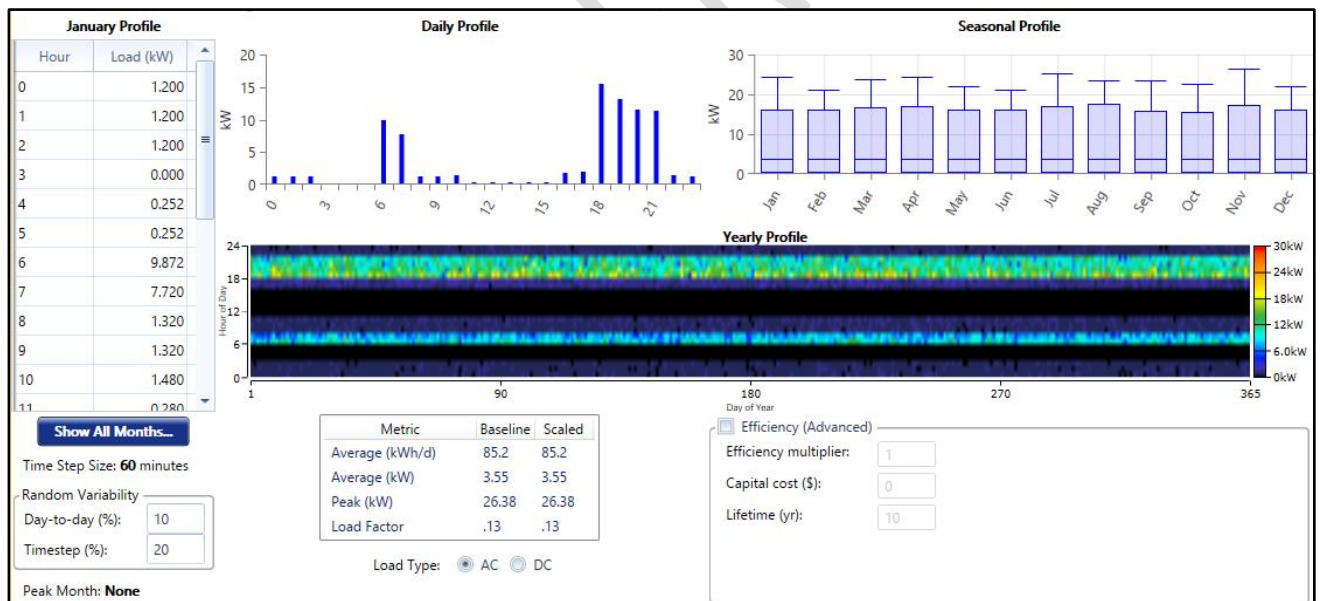 January Profile
Hour Load (kW)
0 1.200
1 1.200
2 1.200
3 0.000
4 0.252
5 0.252
6 9.872
7 7.720
8 1.320
9 1.320
10 1.480
11 0.280
Show All Months...
Time Step Size: 60 minutes
Random Variability
Day-to-day (%): 10
Timestep (%): 20
Peak Month: None
Daily Profile
20
15
10
5
0
kW
0 3 6 9 12 15 18 21
Seasonal Profile
30
20
10
0
kW
Jan Feb Mar Apr May Jun Jul Aug Sep Oct Nov Dec
Yearly Profile
24
18
12
6
0
Hour of Day
1 90 180 270 365
Day of Year
30kW
24kW
18kW
12kW
6.0kW
0kW
Metric Baseline Scaled
Average (kWh/d) 85.2 85.2
Average (kW) 3.55 3.55
Peak (kW) 26.38 26.38
Load Factor .13 .13
Load Type: AC DC
Efficiency (Advanced)
Efficiency multiplier: 1
Capital cost ($): 0
Lifetime (yr): 10